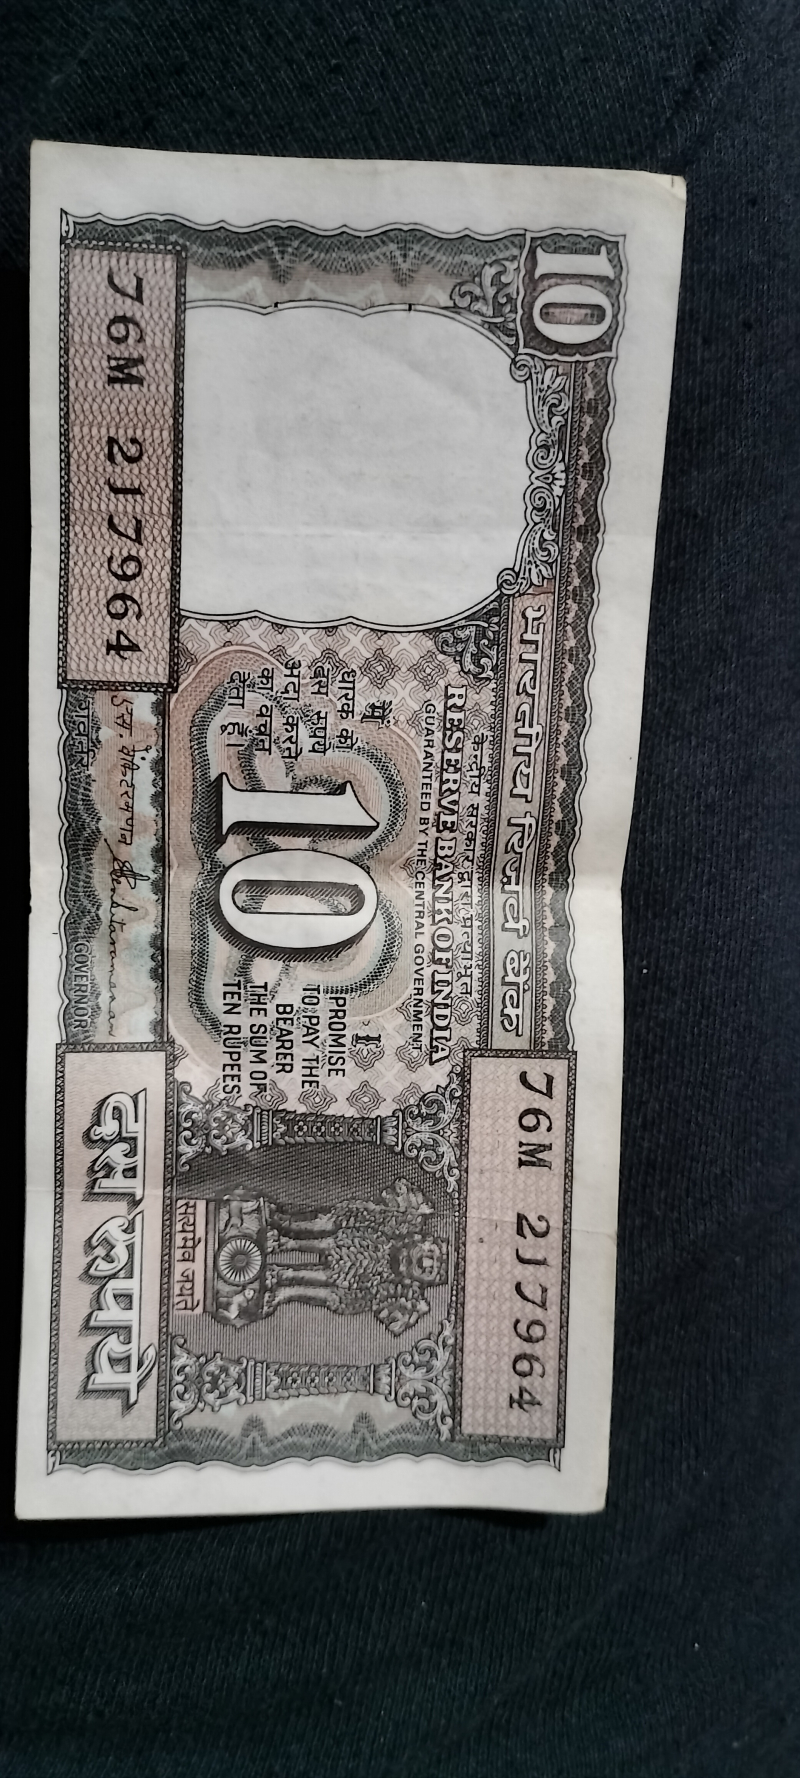 10
भारतीय रिज़र्व बैंक
76M 217964
केन्द्रीय सरकार द्वारा प्रत्याभूत
RESERVE BANK OF INDIA
GUARANTEED BY THE CENTRAL GOVERNMENT
मैं
धारक को
दस रुपये
अदा करने
का वचन
देता हूँ।
10
I
PROMISE
TO PAY THE
BEARER
THE SUM OF
TEN RUPEES
सत्यमेव जयते
76M 217964
गवर्नर
GOVERNOR
दस रुपये